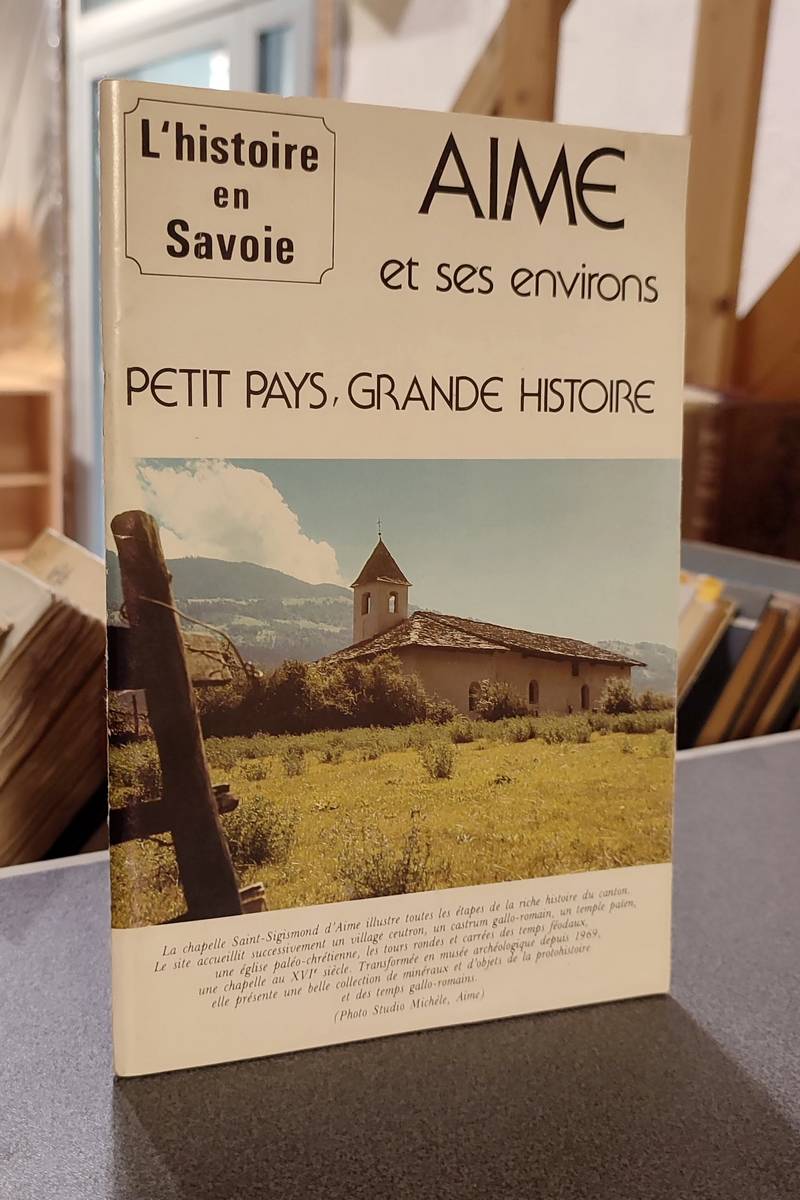 L'histoire
en
Savoie
AIME
et ses environs
PETIT PAYS, GRANDE HISTOIRE
La chapelle Saint-Sigismond d'Aime illustre toutes les étapes de la riche histoire du canton.
Le site accueillit successivement un village ceutron, un castrum gallo-romain, un temple païen,
une église paléo-chrétienne, les tours rondes et carrées des temps féodaux,
une chapelle au XVIe siècle. Transformée en musée archéologique depuis 1969,
elle présente une belle collection de minéraux et d'objets de la protohistoire
et des temps gallo-romains.
(Photo Studio Michèle, Aime)